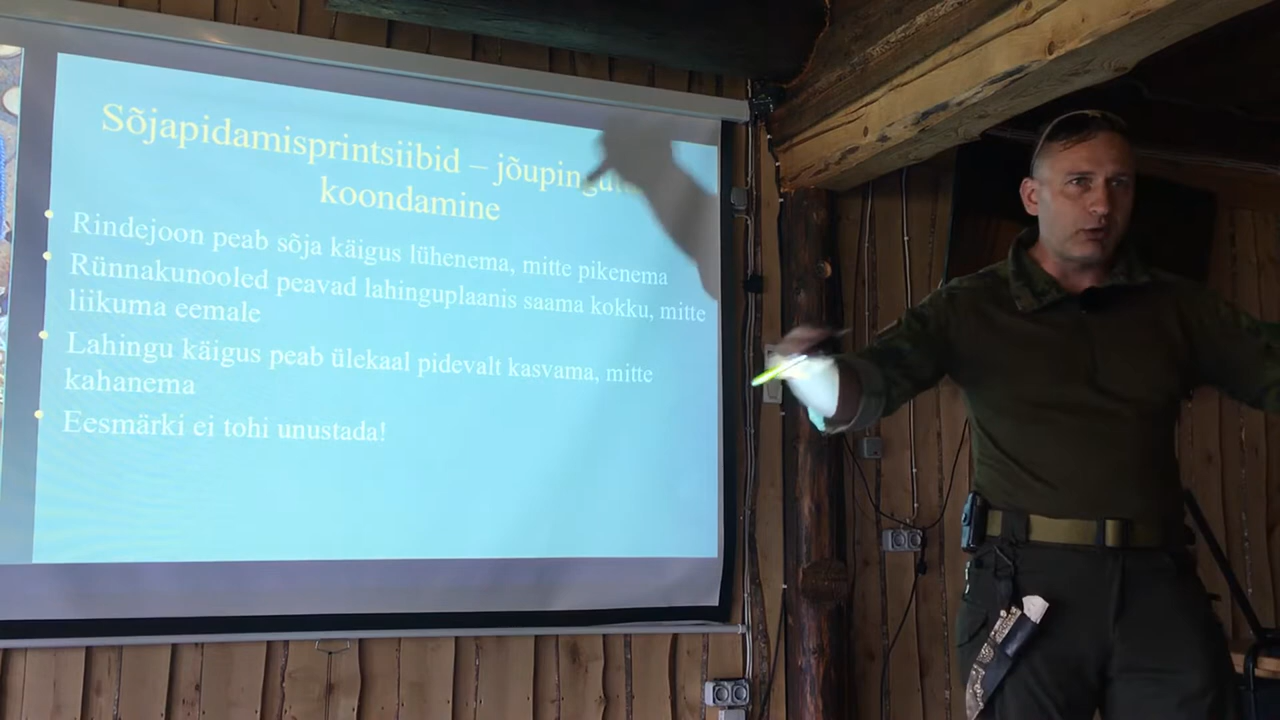 Sõjapidamisprintsiibid –
koondamine
Rindejoon peab sõja käigus lühenema, mitte pikenema
Rünnakunooled peavad lahinguplaanis saama kokku, mitte
liikuma eemale
Lahingu käigus peab ülekaal pidevalt kasvama, mitte
kahanema
Eesmärki ei tohi unustada!